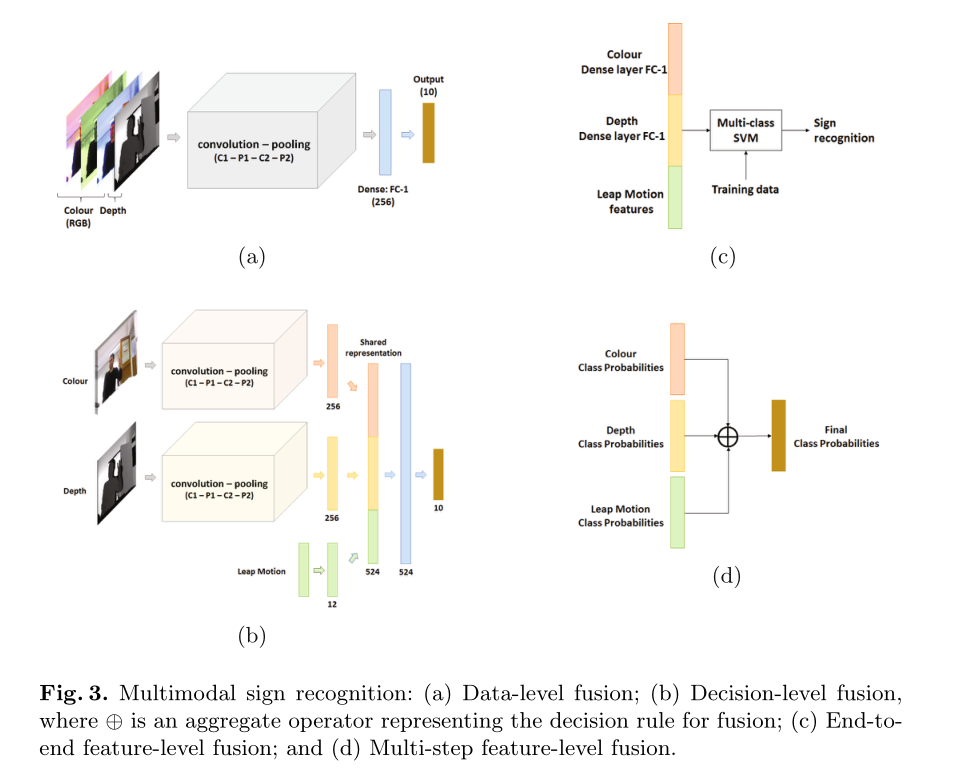 Output
(10)
convolution – pooling
(C1 – P1 – C2 – P2)
Dense: FC-1
(256)
Colour Depth
(RGB)
(a)
Colour
Dense layer FC-1
Depth
Dense layer FC-1
Leap Motion
features
Multi-class
SVM
Sign
recognition
Training data
(c)
Colour
convolution – pooling
(C1 – P1 – C2 – P2)
256
Shared
representation
Depth
convolution – pooling
(C1 – P1 – C2 – P2)
256
10
Leap Motion
12
524
524
(b)
Colour
Class Probabilities
Depth
Class Probabilities
Leap Motion
Class Probabilities
Final
Class Probabilities
(d)
Fig. 3. Multimodal sign recognition: (a) Data-level fusion; (b) Decision-level fusion,
where ⊕ is an aggregate operator representing the decision rule for fusion; (c) End-to-
end feature-level fusion; and (d) Multi-step feature-level fusion.